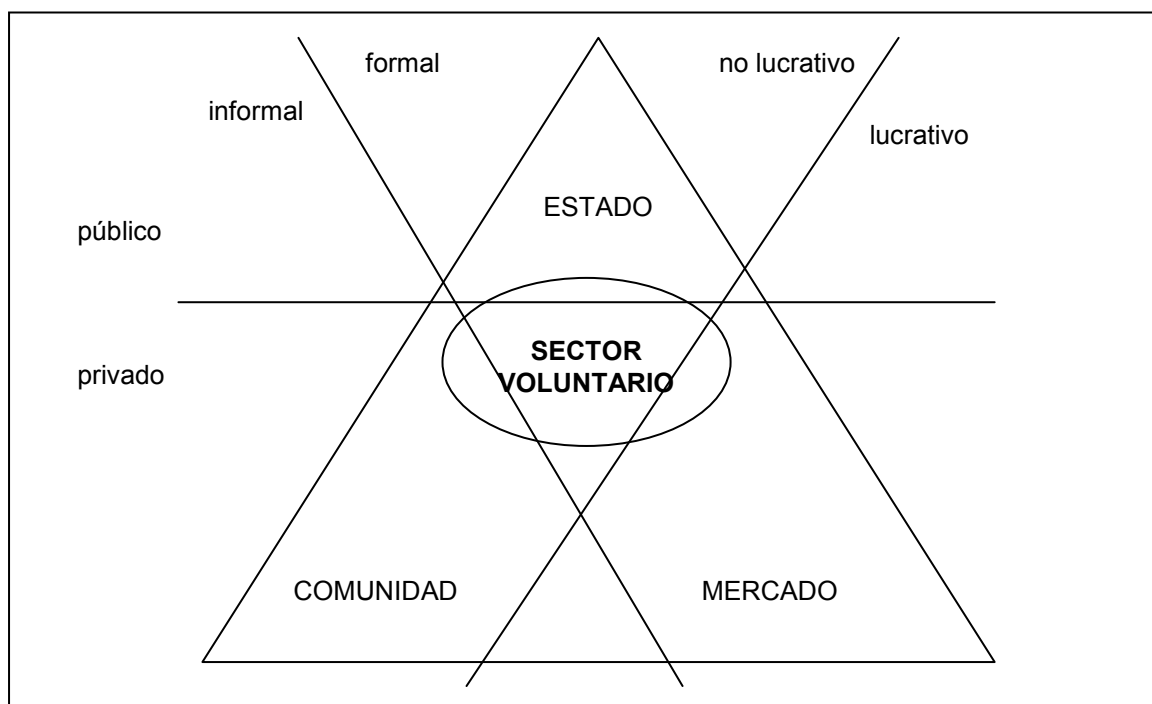 formal
no lucrativo
informal
lucrativo
ESTADO
público
SECTOR
VOLUNTARIO
privado
COMUNIDAD
MERCADO